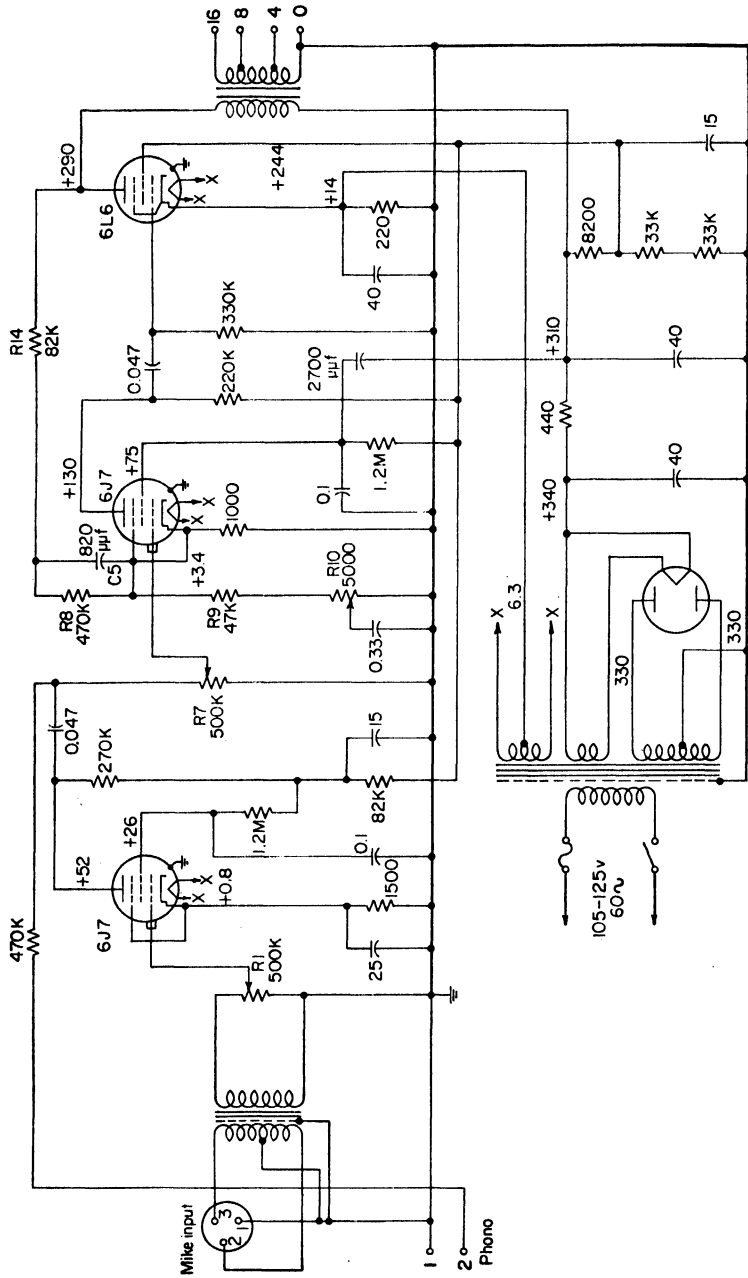 Mike input
3
2
1
1
2
Phono
470K
R1
500K
6J7
+52
+26
+0.8
X
X
25
1500
0.1
1.2M
270K
82K
15
0.047
R7
500K
R8
470K
820
μμf
C5
R9
47K
R10
5000
0.33
+3.4
6J7
+130
+75
X
X
1000
0.1
1.2M
2700
μμf
220K
0.047
330K
R14
82K
6L6
+290
+244
X
X
+14
40
220
16
8
4
0
105-125v
60~
X
6.3
X
330
330
+340
40
440
+310
40
8200
33K
33K
15